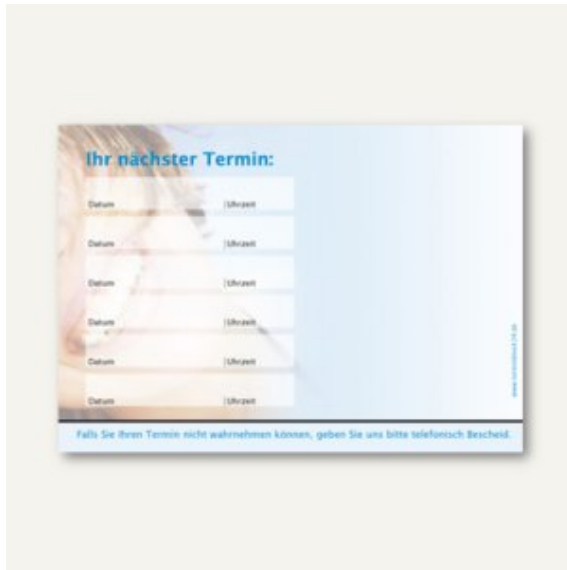 Ihr nächster Termin:
Datum |Uhrzeit
Datum |Uhrzeit
Datum |Uhrzeit
Datum |Uhrzeit
Datum |Uhrzeit
Datum |Uhrzeit
Falls Sie Ihren Termin nicht wahrnehmen können, geben Sie uns bitte telefonisch Bescheid.